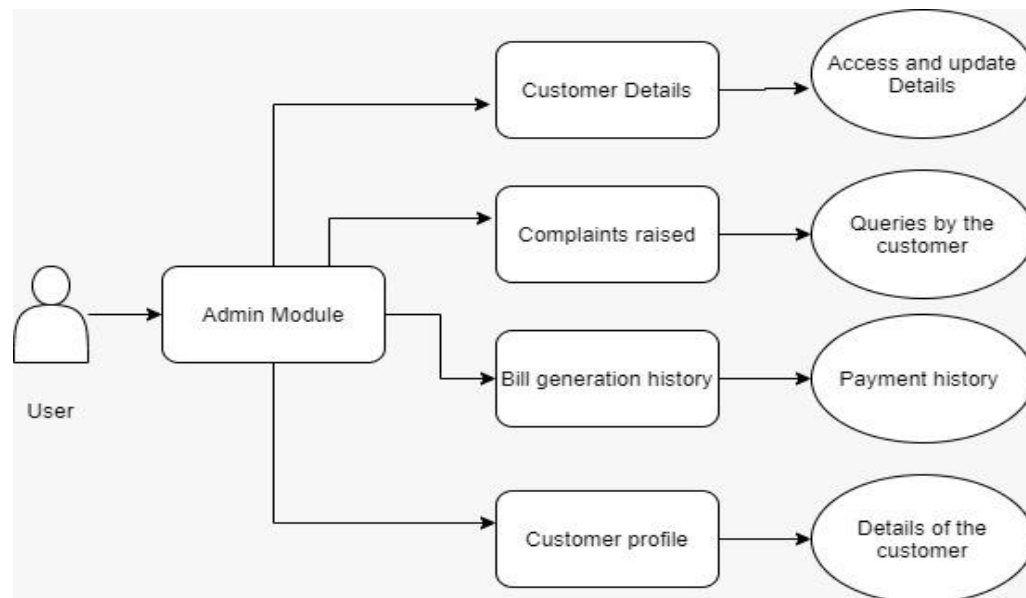 Customer Details
Access and update
Details
Complaints raised
Queries by the
customer
Admin Module
User
Bill generation history
Payment history
Customer profile
Details of the
customer